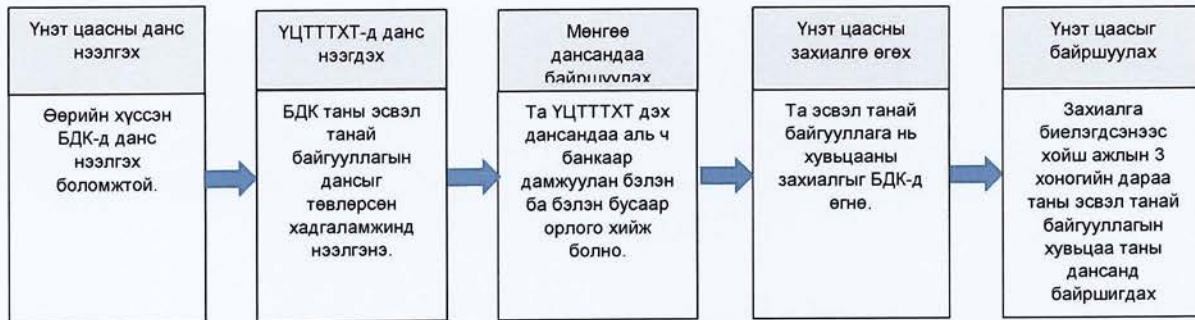 Үнэт цаасны данс
нээлгэх
Өөрийн хүссэн
БДК-д данс
нээлгэх
боломжтой.
ҮЦТТТХТ-д данс
нээгдэх
БДК таны эсвэл
танай
байгууллагын
дансыг
төвлөрсөн
хадгаламжинд
нээлгэнэ.
Мөнгөө
дансандаа
байршуулах
Та ҮЦТТТХТ дэх
дансандаа аль ч
банкаар
дамжуулан бэлэн
ба бэлэн бусаар
орлого хийж
болно.
Үнэт цаасны
захиалгө өгөх
Та эсвэл танай
байгууллага нь
хувьцааны
захиалгыг БДК-д
өгнө.
Үнэт цаасыг
байршуулах
Захиалга
биелэгдсэнээс
хойш ажлын 3
хоногийн дараа
таны эсвэл танай
байгууллагын
хувьцаа таны
дансанд
байршигдах